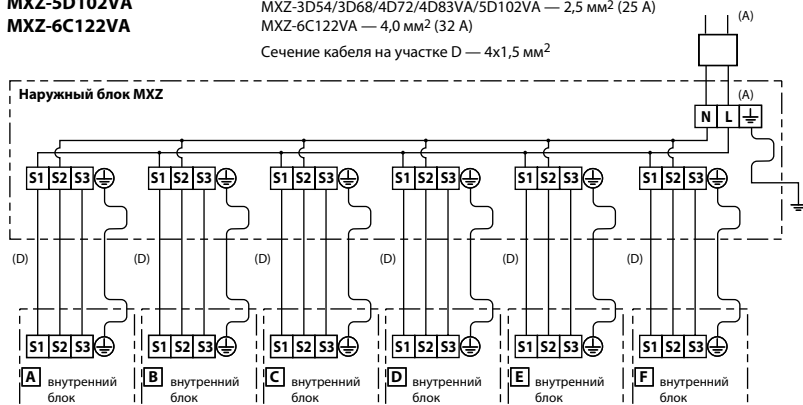 MXZ-5D102VA
MXZ-6C122VA
MXZ-3D54/3D68/4D72/4D83VA/5D102VA — 2,5 мм² (25 А)
MXZ-6C122VA — 4,0 мм² (32 А)
Сечение кабеля на участке D — 4x1,5 мм²
(A)
Наружный блок MXZ
(A)
N L
S1 S2 S3 S1 S2 S3 S1 S2 S3 S1 S2 S3 S1 S2 S3 S1 S2 S3
(D) (D) (D) (D) (D) (D)
S1 S2 S3 S1 S2 S3 S1 S2 S3 S1 S2 S3 S1 S2 S3 S1 S2 S3
A внутренний блок
B внутренний блок
C внутренний блок
D внутренний блок
E внутренний блок
F внутренний блок